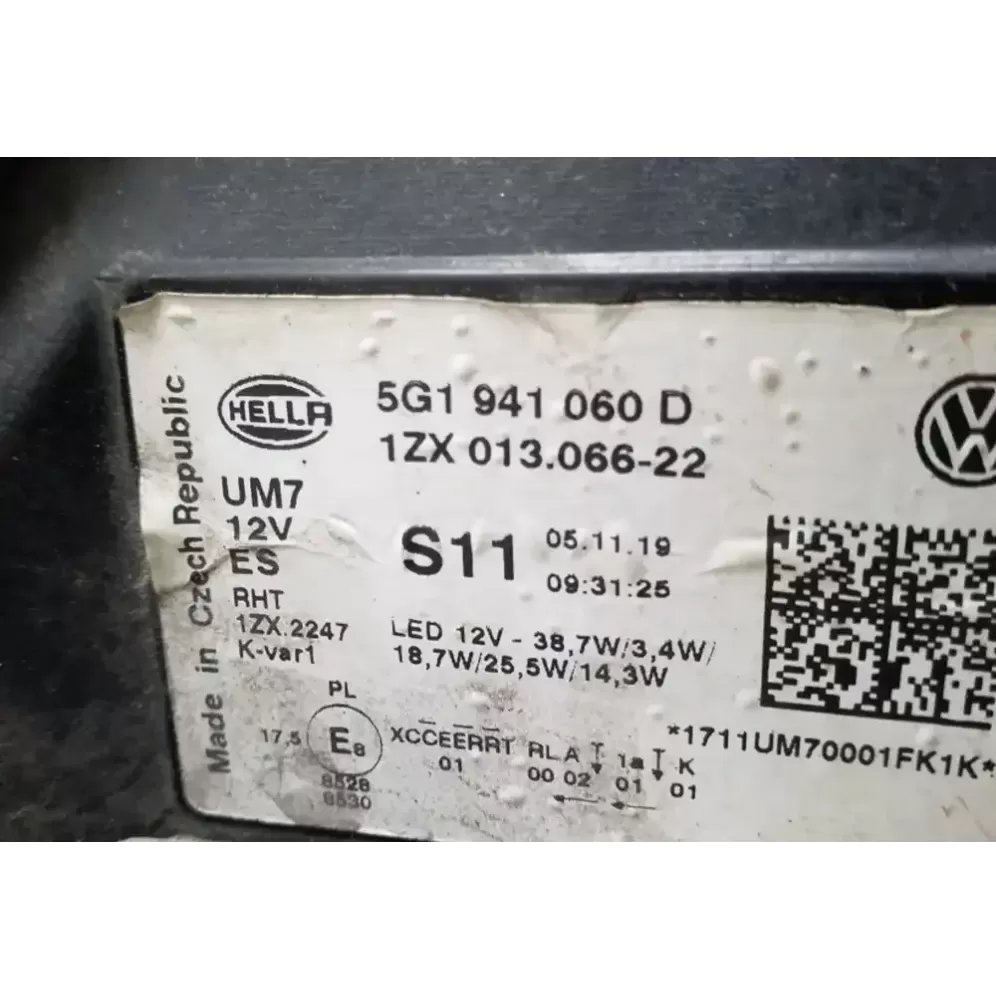 Made in Czech Republic
HELLA
5G1 941 060 D
1ZX 013.066-22
UM7
12V
ES
RHT
1ZX.2247
K-var1
S11
05.11.19
09:31:25
LED 12V - 38,7W/3,4W/
18,7W/25,5W/14,3W
VW
*1711UM70001FK1K*
PL
17,5 E8
8528
8530
XCCEERRT RLA T 1a T K
01 00 02 01 01